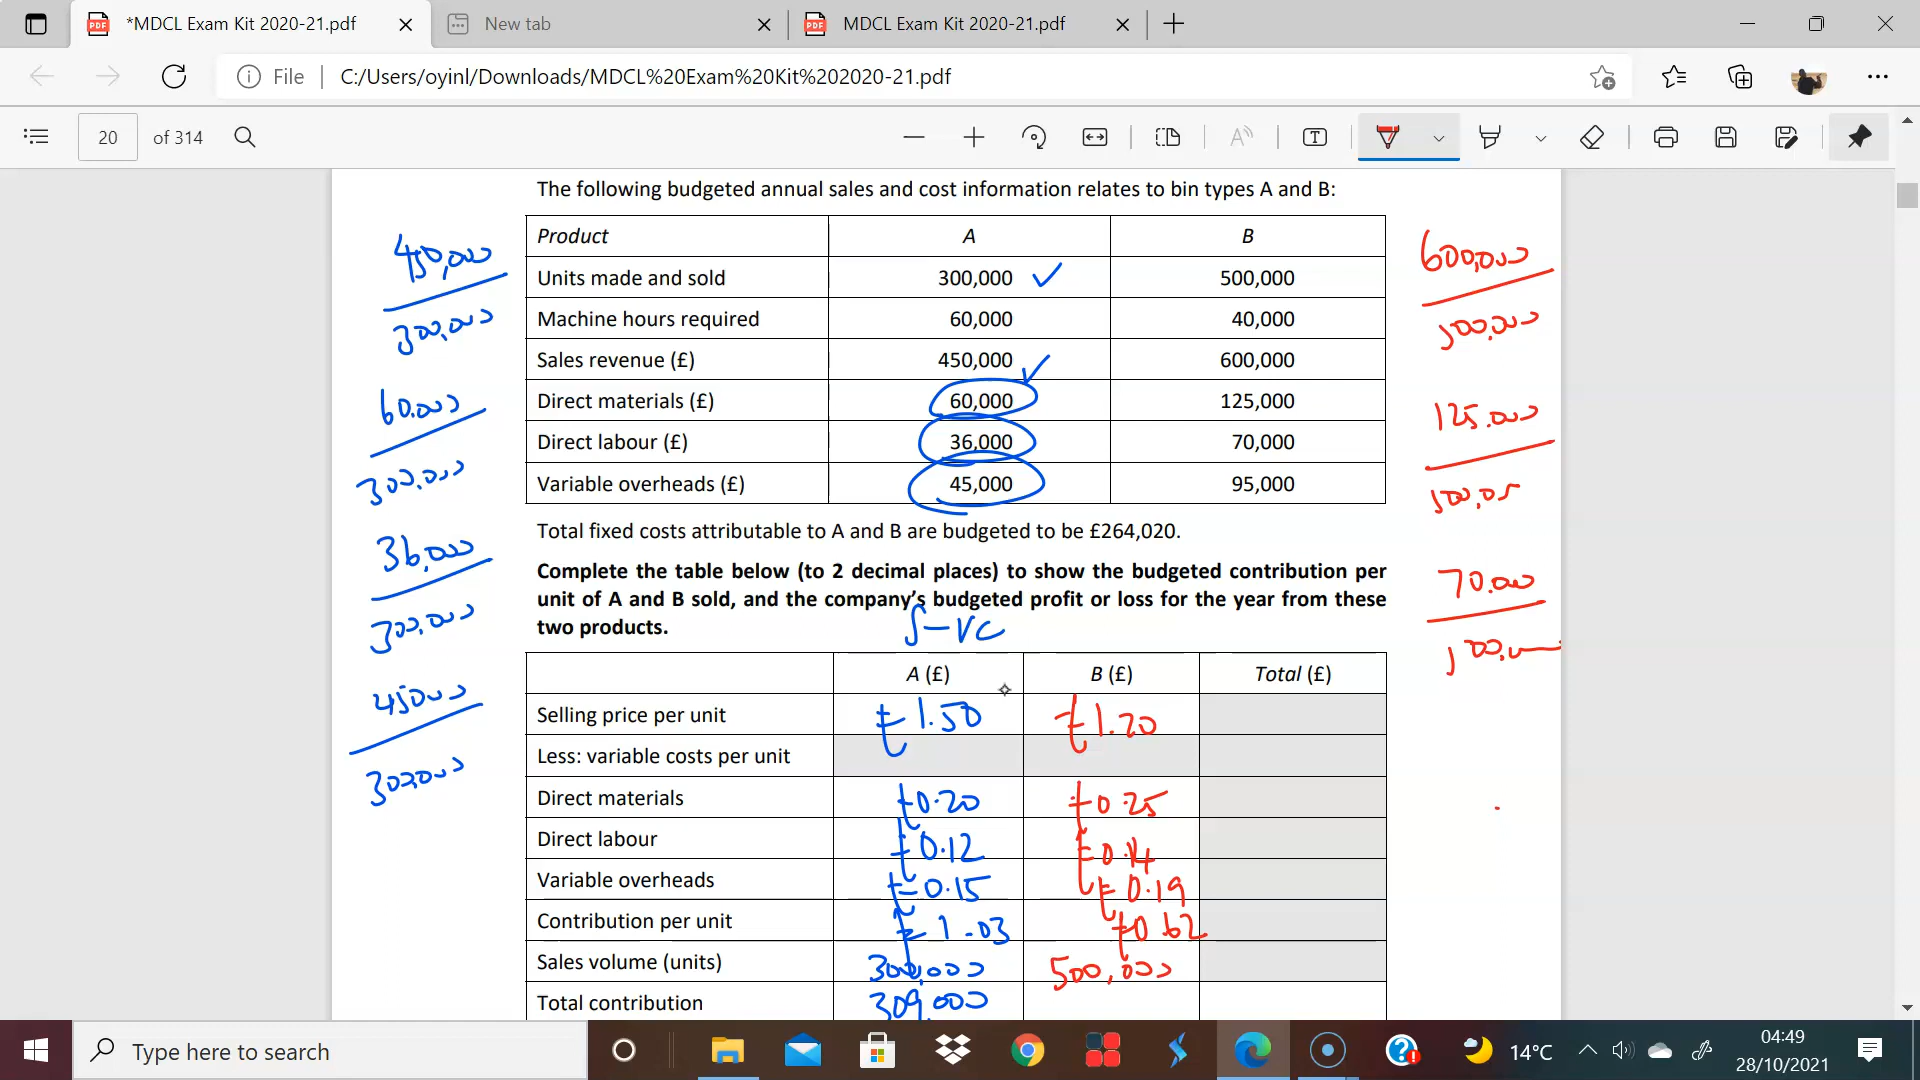 *MDCL Exam Kit 2020-21.pdf
New tab
MDCL Exam Kit 2020-21.pdf
File
C:/Users/oyinl/Downloads/MDCL%20Exam%20Kit%202020-21.pdf
20 of 314
The following budgeted annual sales and cost information relates to bin types A and B:
Product A B
Units made and sold 300,000 500,000
Machine hours required 60,000 40,000
Sales revenue (£) 450,000 600,000
Direct materials (£) 60,000 125,000
Direct labour (£) 36,000 70,000
Variable overheads (£) 45,000 95,000
450,000
300,000
60.000
300,000
36,000
300,000
45000
300,000
600,000
500,000
125.000
500,00
70.000
Total fixed costs attributable to A and B are budgeted to be £264,020.
Complete the table below (to 2 decimal places) to show the budgeted contribution per
unit of A and B sold, and the company's budgeted profit or loss for the year from these
two products.
S-VC
A (£) B (£) Total (£)
Selling price per unit £1.50 £1.20
Less: variable costs per unit
Direct materials £0.20 £0.25
Direct labour £0.12 £0.14
Variable overheads £0.15 £0.19
Contribution per unit £1.03 £0.62
Sales volume (units) 300,000 500,000
Total contribution 309,000
Type here to search
14°C
04:49
28/10/2021